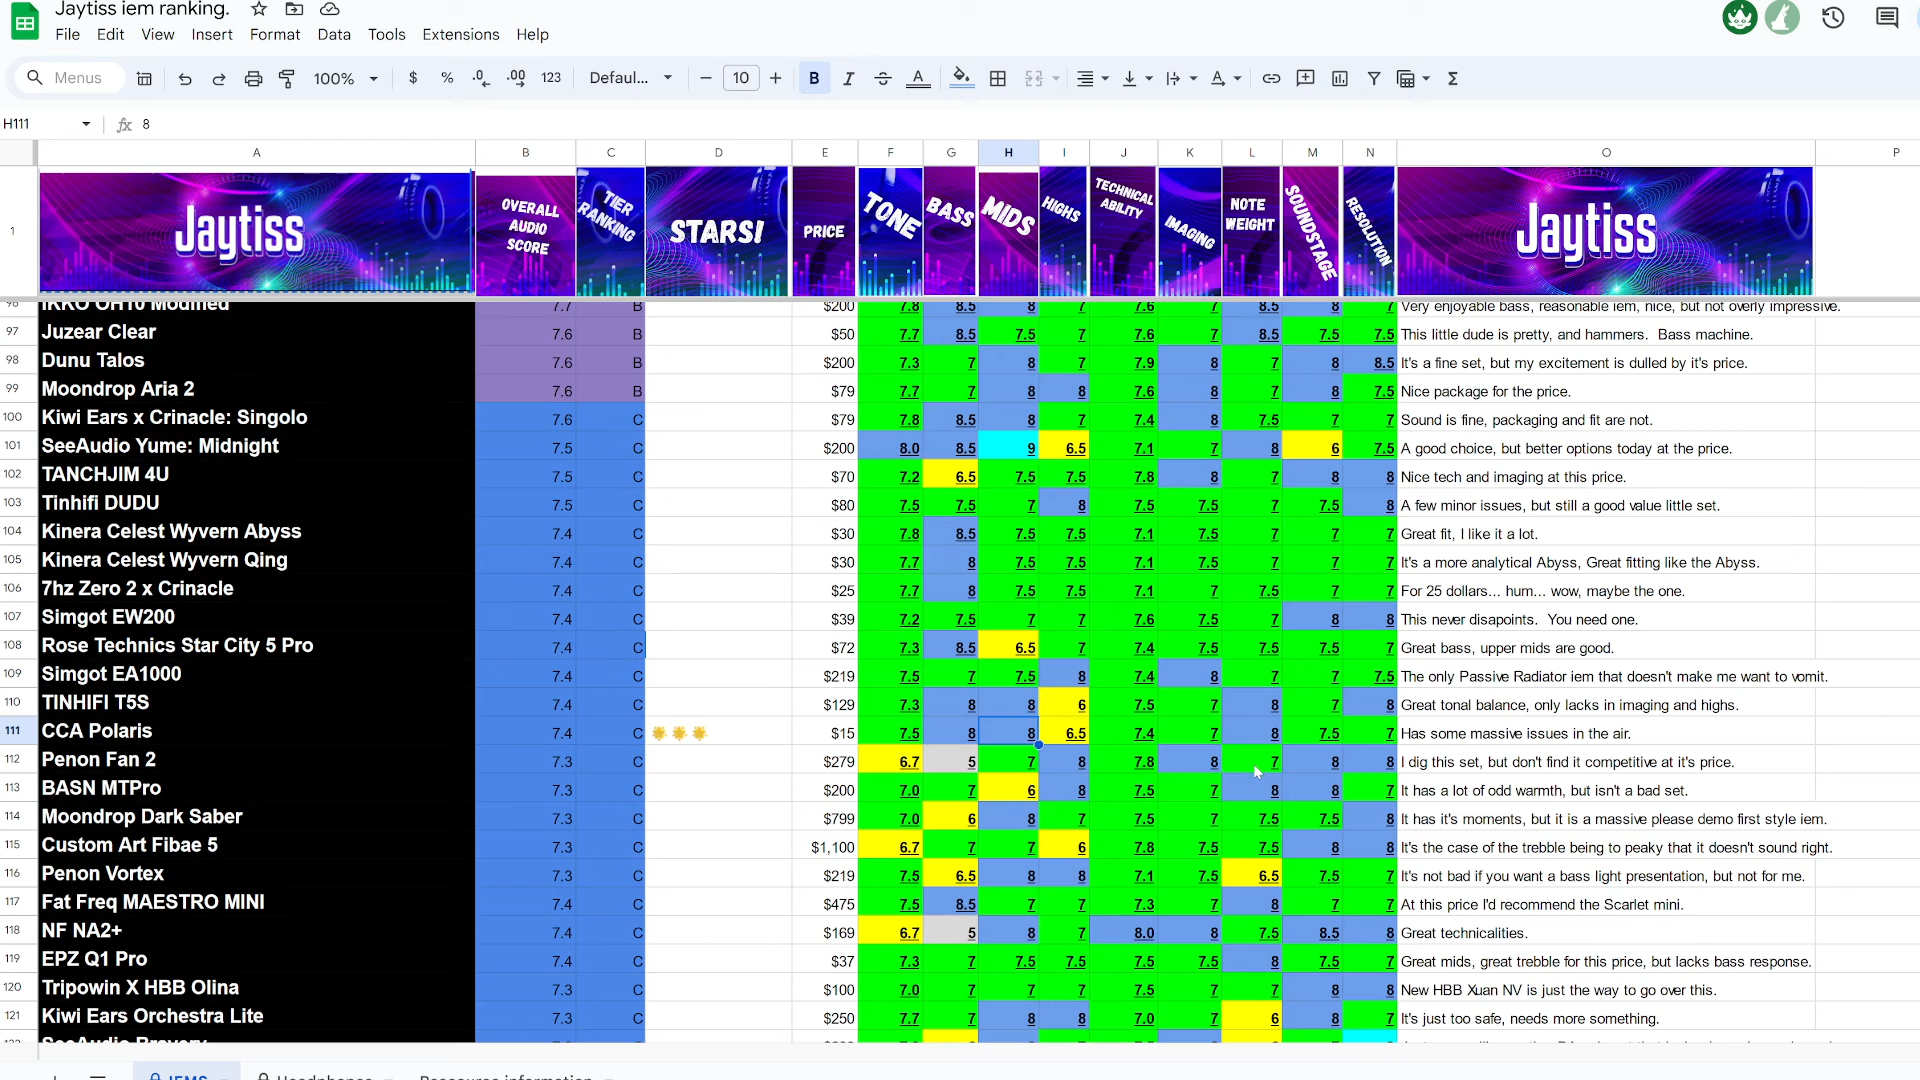 Jaytiss iem ranking.
File Edit View Insert Format Data Tools Extensions Help
Menus 100% $ % .0 .00 123 Defaul... 10 B I A Σ
H111 fx 8
A B C D E F G H I J K L M N O P
1 Jaytiss OVERALL AUDIO SCORE TIER RANKING STARS! PRICE TONE BASS MIDS HIGHS TECHNICAL ABILITY IMAGING NOTE WEIGHT SOUNDSTAGE RESOLUTION Jaytiss
96 IKKO OH10 Modified 7.7 B $200 7.8 8.5 8 7 7.6 7 8.5 8 7 Very enjoyable bass, reasonable iem, nice, but not overly impressive.
97 Juzear Clear 7.6 B $50 7.7 8.5 7.5 7 7.6 7 8.5 7.5 7.5 This little dude is pretty, and hammers. Bass machine.
98 Dunu Talos 7.6 B $200 7.3 7 8 7 7.9 8 7 8 8.5 It's a fine set, but my excitement is dulled by it's price.
99 Moondrop Aria 2 7.6 B $79 7.7 7 8 8 7.6 8 7 8 7.5 Nice package for the price.
100 Kiwi Ears x Crinacle: Singolo 7.6 C $79 7.8 8.5 8 7 7.4 8 7.5 7 7 Sound is fine, packaging and fit are not.
101 SeeAudio Yume: Midnight 7.5 C $200 8.0 8.5 9 6.5 7.1 7 8 6 7.5 A good choice, but better options today at the price.
102 TANCHJIM 4U 7.5 C $70 7.2 6.5 7.5 7.5 7.8 8 7 8 8 Nice tech and imaging at this price.
103 Tinhifi DUDU 7.5 C $80 7.5 7.5 7 8 7.5 7.5 7 7.5 8 A few minor issues, but still a good value little set.
104 Kinera Celest Wyvern Abyss 7.4 C $30 7.8 8.5 7.5 7.5 7.1 7.5 7 7 7 Great fit, I like it a lot.
105 Kinera Celest Wyvern Qing 7.4 C $30 7.7 8 7.5 7.5 7.1 7.5 7 7 7 It's a more analytical Abyss, Great fitting like the Abyss.
106 7hz Zero 2 x Crinacle 7.4 C $25 7.7 8 7.5 7.5 7.1 7 7.5 7 7 For 25 dollars... hum... wow, maybe the one.
107 Simgot EW200 7.4 C $39 7.2 7.5 7 7 7.6 7.5 7 8 8 This never disapoints. You need one.
108 Rose Technics Star City 5 Pro 7.4 C $72 7.3 8.5 6.5 7 7.4 7.5 7.5 7.5 7 Great bass, upper mids are good.
109 Simgot EA1000 7.4 C $219 7.5 7 7.5 8 7.4 8 7 7 7.5 The only Passive Radiator iem that doesn't make me want to vomit.
110 TINHIFI T5S 7.4 C $129 7.3 8 8 6 7.5 7 8 7 8 Great tonal balance, only lacks in imaging and highs.
111 CCA Polaris 7.4 C $15 7.5 8 8 6.5 7.4 7 8 7.5 7 Has some massive issues in the air.
112 Penon Fan 2 7.3 C $279 6.7 5 7 8 7.8 8 7 8 8 I dig this set, but don't find it competitive at it's price.
113 BASN MTPro 7.3 C $200 7.0 7 6 8 7.5 7 8 8 7 It has a lot of odd warmth, but isn't a bad set.
114 Moondrop Dark Saber 7.3 C $799 7.0 6 8 7 7.5 7 7.5 7.5 8 It has it's moments, but it is a massive please demo first style iem.
115 Custom Art Fibae 5 7.3 C $1,100 6.7 7 7 6 7.8 7.5 7.5 8 8 It's the case of the trebble being to peaky that it doesn't sound right.
116 Penon Vortex 7.3 C $219 7.5 6.5 8 8 7.1 7.5 6.5 7.5 7 It's not bad if you want a bass light presentation, but not for me.
117 Fat Freq MAESTRO MINI 7.4 C $475 7.5 8.5 7 7 7.3 7 8 7 7 At this price I'd recommend the Scarlet mini.
118 NF NA2+ 7.4 C $169 6.7 5 8 7 8.0 8 7.5 8.5 8 Great technicalities.
119 EPZ Q1 Pro 7.4 C $37 7.3 7 7.5 7.5 7.5 7.5 8 7.5 7 Great mids, great trebble for this price, but lacks bass response.
120 Tripowin X HBB Olina 7.3 C $100 7.0 7 7 7 7.5 7 7 8 8 New HBB Xuan NV is just the way to go over this.
121 Kiwi Ears Orchestra Lite 7.3 C $250 7.7 7 8 8 7.0 7 6 8 7 It's just too safe, needs more something.
SeeAudio Bravery
IEMS Headphones